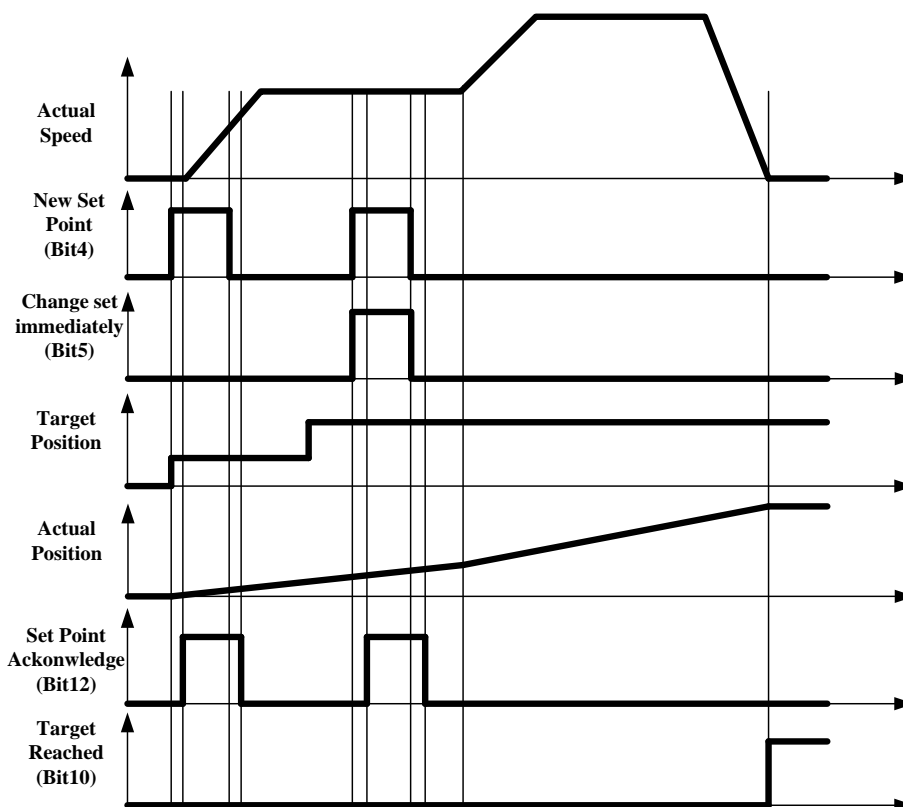 Actual
Speed
New Set
Point
(Bit4)
Change set
immediately
(Bit5)
Target
Position
Actual
Position
Set Point
Ackonwledge
(Bit12)
Target
Reached
(Bit10)